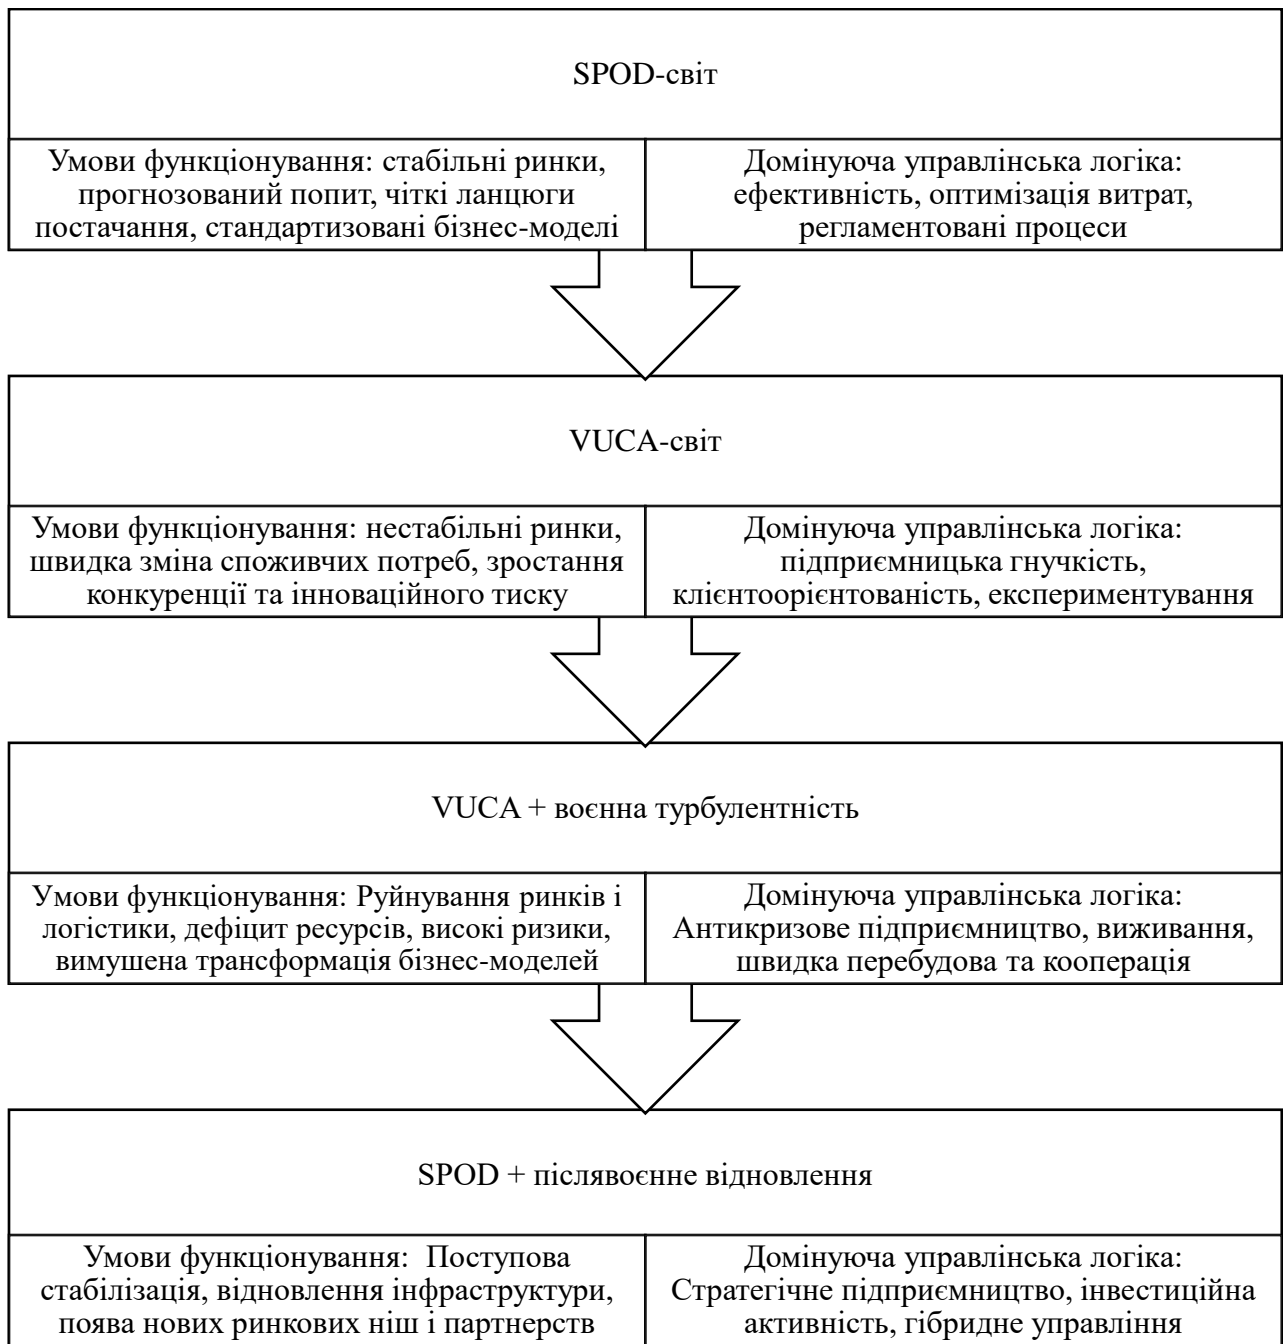 SPOD-світ
Умови функціонування: стабільні ринки,
прогнозований попит, чіткі ланцюги
постачання, стандартизовані бізнес-моделі
Домінуюча управлінська логіка:
ефективність, оптимізація витрат,
регламентовані процеси
VUCA-світ
Умови функціонування: нестабільні ринки,
швидка зміна споживчих потреб, зростання
конкуренції та інноваційного тиску
Домінуюча управлінська логіка:
підприємницька гнучкість,
клієнтоорієнтованість, експериментування
VUCA + воєнна турбулентність
Умови функціонування: Руйнування ринків і
логістики, дефіцит ресурсів, високі ризики,
вимушена трансформація бізнес-моделей
Домінуюча управлінська логіка:
Антикризове підприємництво, виживання,
швидка перебудова та кооперація
SPOD + післявоєнне відновлення
Умови функціонування:  Поступова
стабілізація, відновлення інфраструктури,
поява нових ринкових ніш і партнерств
Домінуюча управлінська логіка:
Стратегічне підприємництво, інвестиційна
активність, гібридне управління